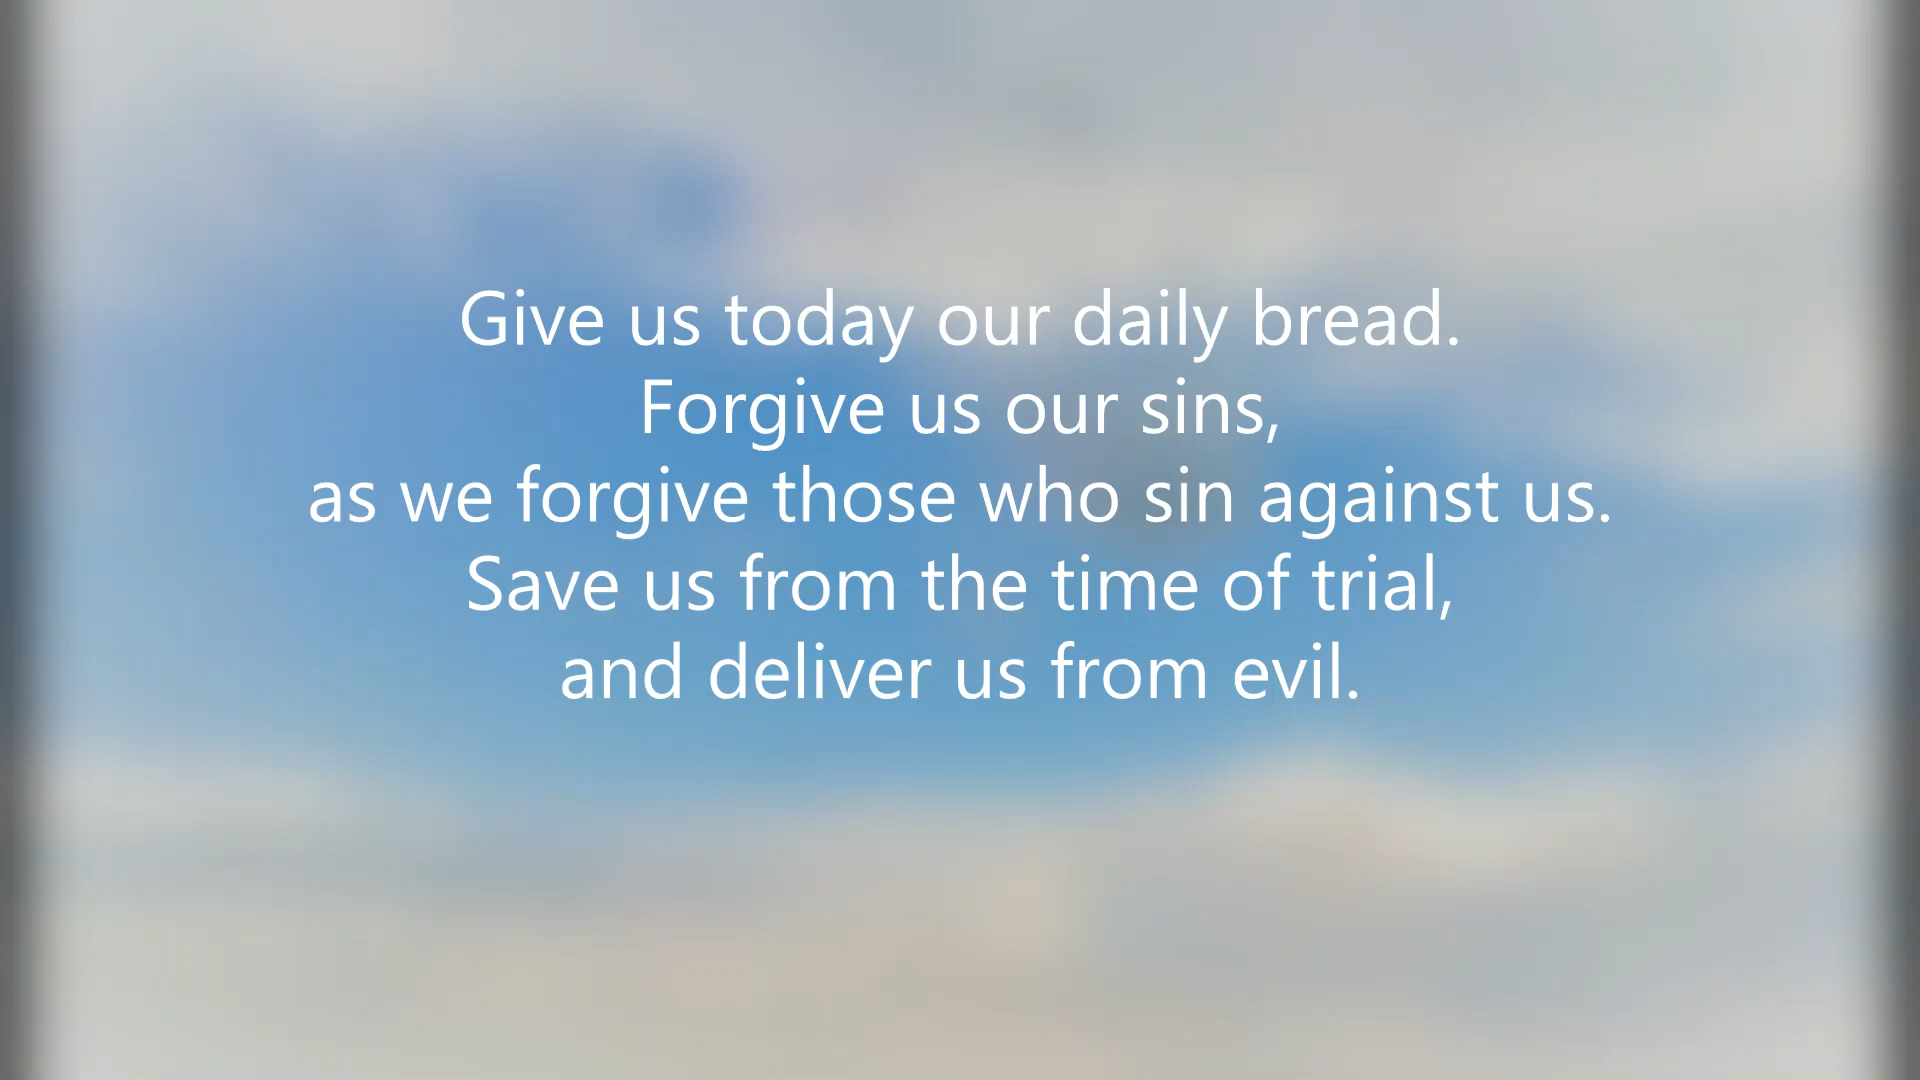 Give us today our daily bread.
Forgive us our sins,
as we forgive those who sin against us.
Save us from the time of trial,
and deliver us from evil.